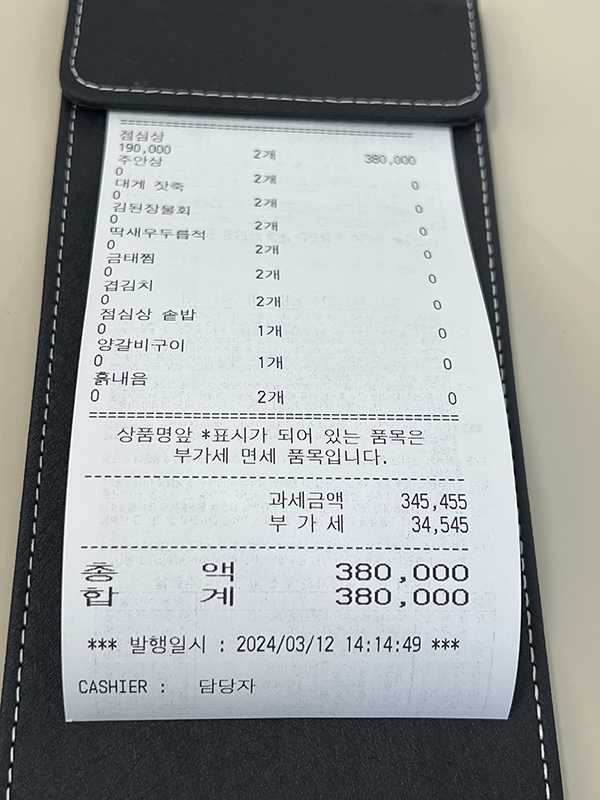 ================================================
점심상
190,000 2개 380,000
주안상
0 2개 0
대게 잣죽
0 2개 0
김된장물회
0 2개 0
딱새우두릅적
0 2개 0
금태찜
0 2개 0
겹김치
0 2개 0
점심상 솥밥
0 1개 0
양갈비구이
0 1개 0
흙내음
0 2개 0
================================================
상품명앞 *표시가 되어 있는 품목은
부가세 면세 품목입니다.
------------------------------------------------
과세금액 345,455
부 가 세 34,545
------------------------------------------------
총 액 380,000
합 계 380,000
*** 발행일시 : 2024/03/12 14:14:49 ***
CASHIER : 담당자